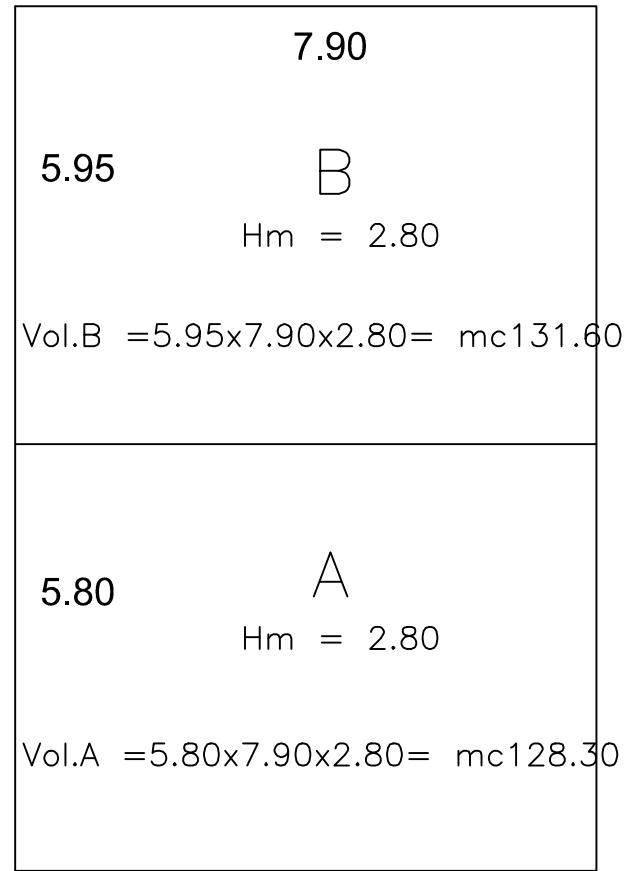 7.90
5.95
B
Hm = 2.80
Vol.B =5.95x7.90x2.80= mc131.60
5.80
A
Hm = 2.80
Vol.A =5.80x7.90x2.80= mc128.30